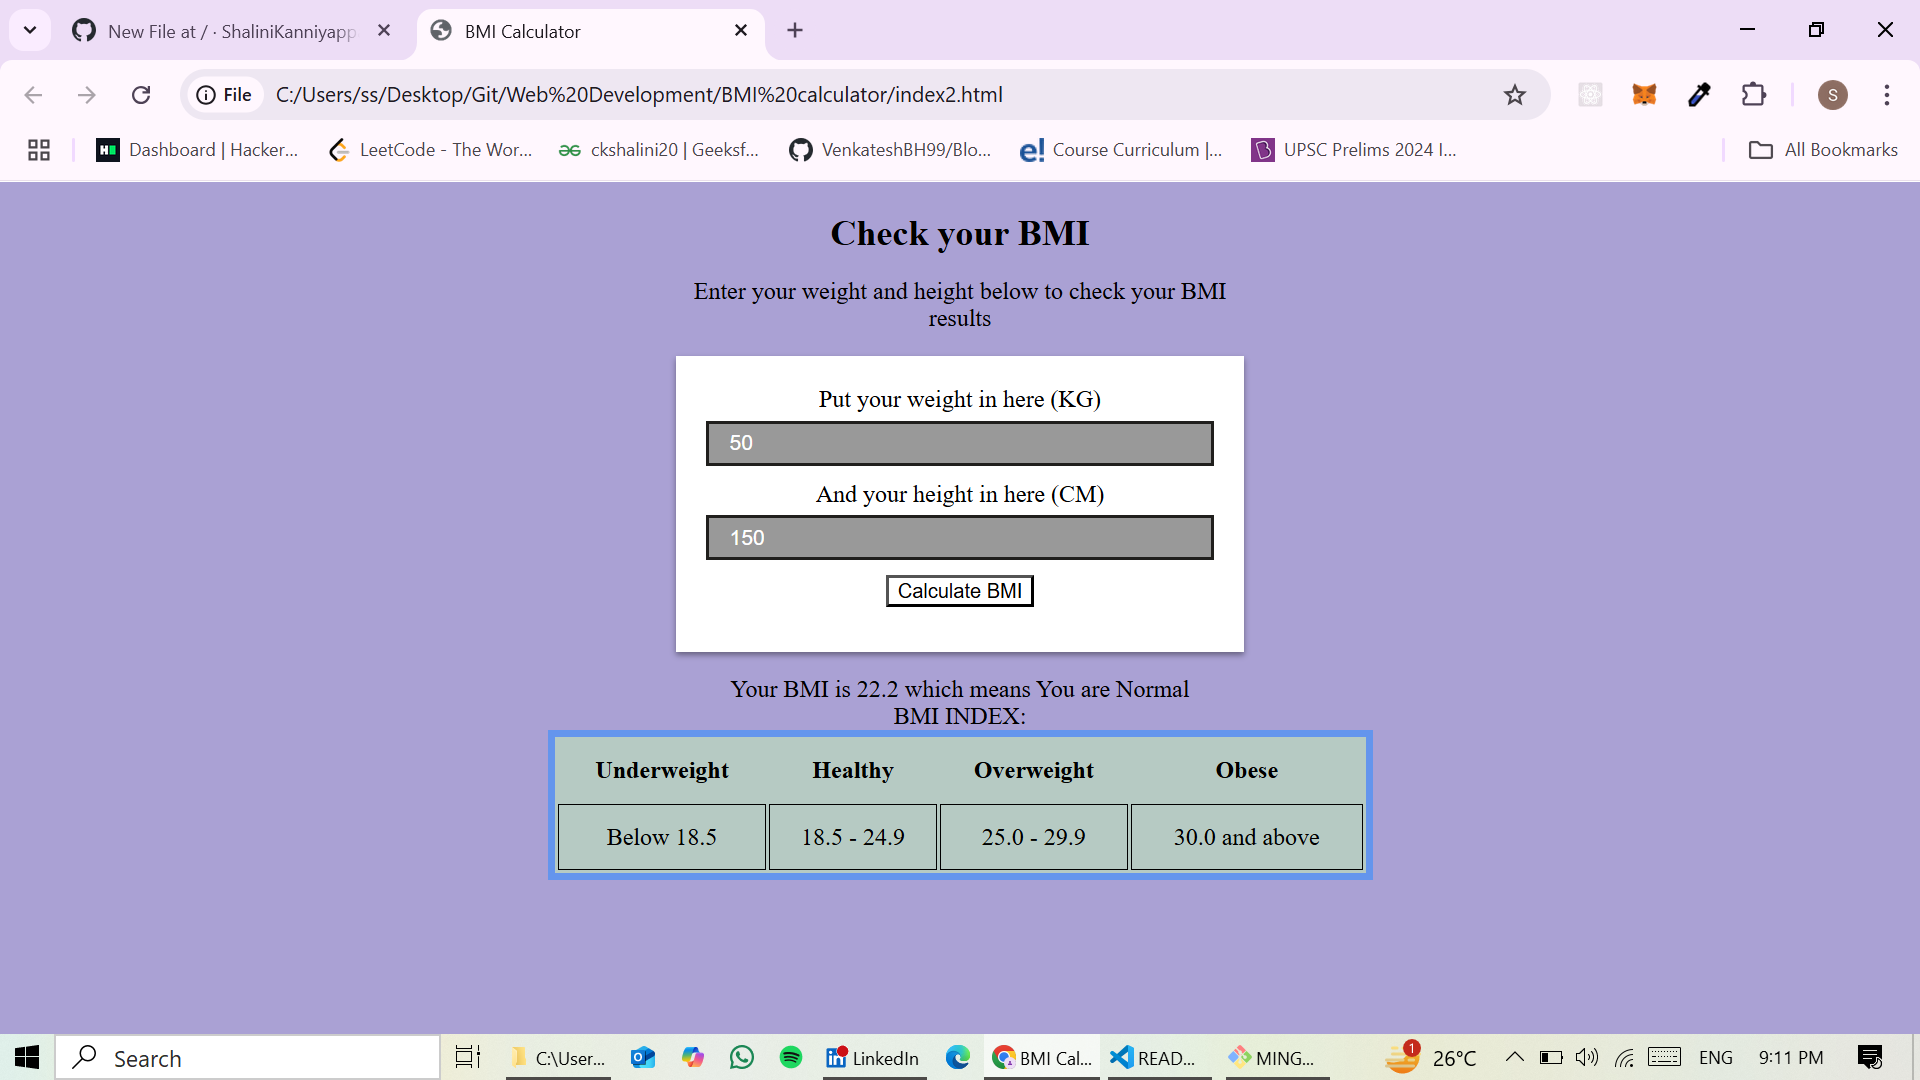 New File at / · ShaliniKanniyapp
BMI Calculator
File
C:/Users/ss/Desktop/Git/Web%20Development/BMI%20calculator/index2.html
S
Dashboard | Hacker...
LeetCode - The Wor...
ckshalini20 | Geeksf...
VenkateshBH99/Blo...
Course Curriculum |...
UPSC Prelims 2024 I...
All Bookmarks
Check your BMI
Enter your weight and height below to check your BMI
results
Put your weight in here (KG)
50
And your height in here (CM)
150
Calculate BMI
Your BMI is 22.2 which means You are Normal
BMI INDEX:
Underweight Healthy Overweight Obese
Below 18.5 18.5 - 24.9 25.0 - 29.9 30.0 and above
Search
C:\User...
LinkedIn
BMI Cal...
READ...
MING...
1
26°C
ENG
9:11 PM